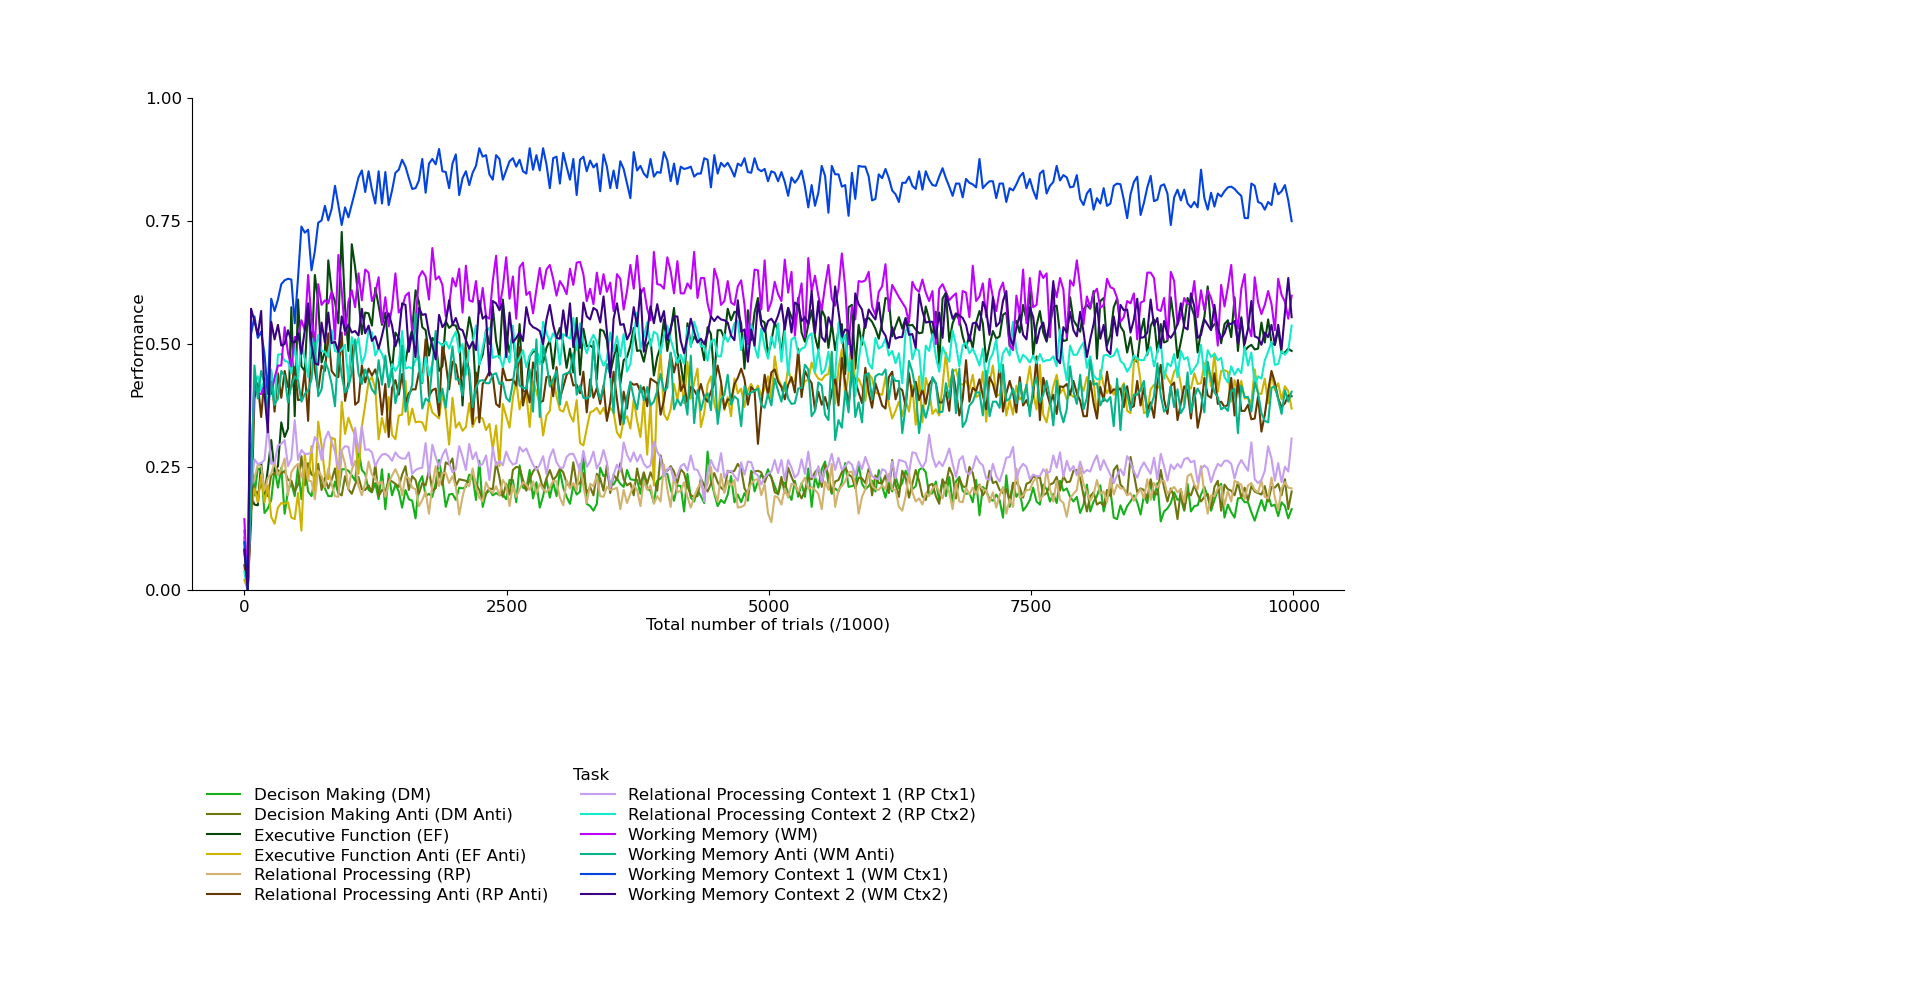 1.00
0.75
0.50
0.25
0.00
Performance
0 2500 5000 7500 10000
Total number of trials (/1000)
Task
Decison Making (DM)
Decision Making Anti (DM Anti)
Executive Function (EF)
Executive Function Anti (EF Anti)
Relational Processing (RP)
Relational Processing Anti (RP Anti)
Relational Processing Context 1 (RP Ctx1)
Relational Processing Context 2 (RP Ctx2)
Working Memory (WM)
Working Memory Anti (WM Anti)
Working Memory Context 1 (WM Ctx1)
Working Memory Context 2 (WM Ctx2)